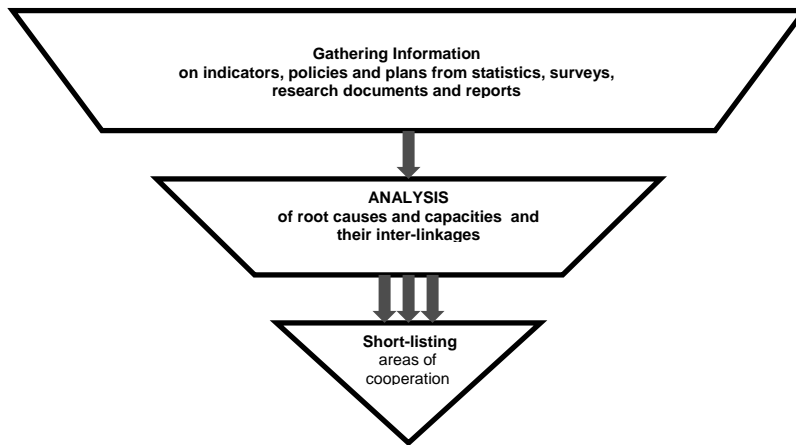 Gathering Information
on indicators, policies and plans from statistics, surveys,
research documents and reports
ANALYSIS
of root causes and capacities and
their inter-linkages
Short-listing
areas of
cooperation